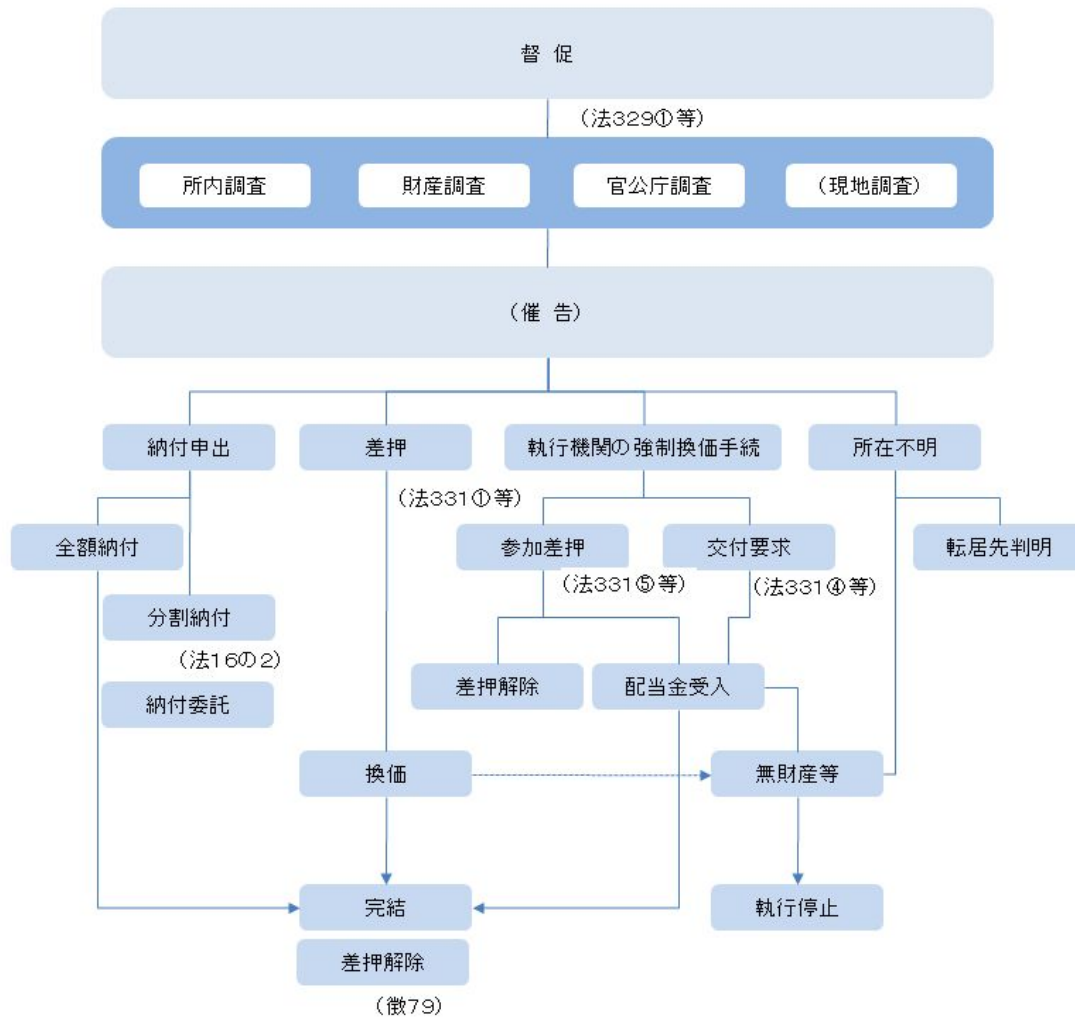 督 促
(法329①等)
所内調査
財産調査
官公庁調査
(現地調査)
(催 告)
納付申出
差押
執行機関の強制換価手続
所在不明
(法331①等)
全額納付
参加差押
交付要求
転居先判明
(法331⑤等)
(法331④等)
分割納付
(法16の2)
納付委託
差押解除
配当金受入
換価
無財産等
完結
執行停止
差押解除
(徴79)